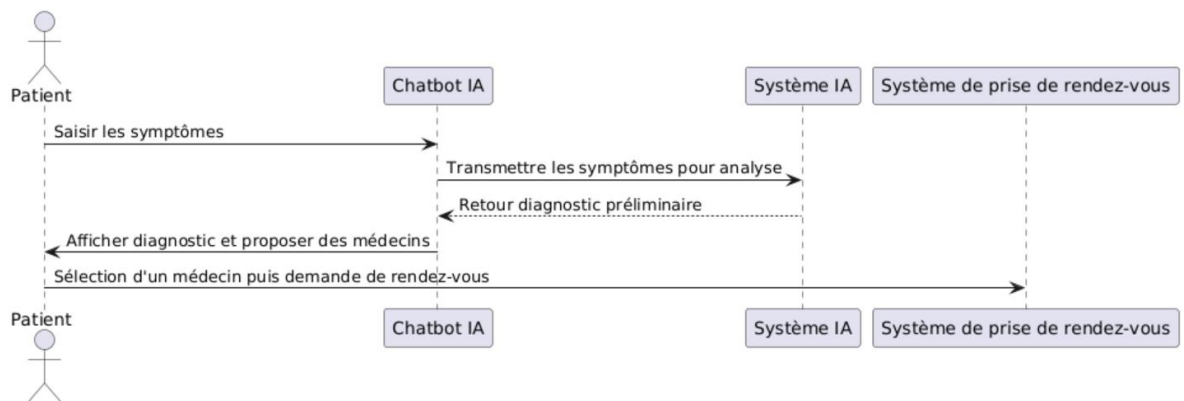 Patient
Chatbot IA
Système IA
Système de prise de rendez-vous
Saisir les symptômes
Transmettre les symptômes pour analyse
Retour diagnostic préliminaire
Afficher diagnostic et proposer des médecins
Sélection d'un médecin puis demande de rendez-vous
Patient
Chatbot IA
Système IA
Système de prise de rendez-vous